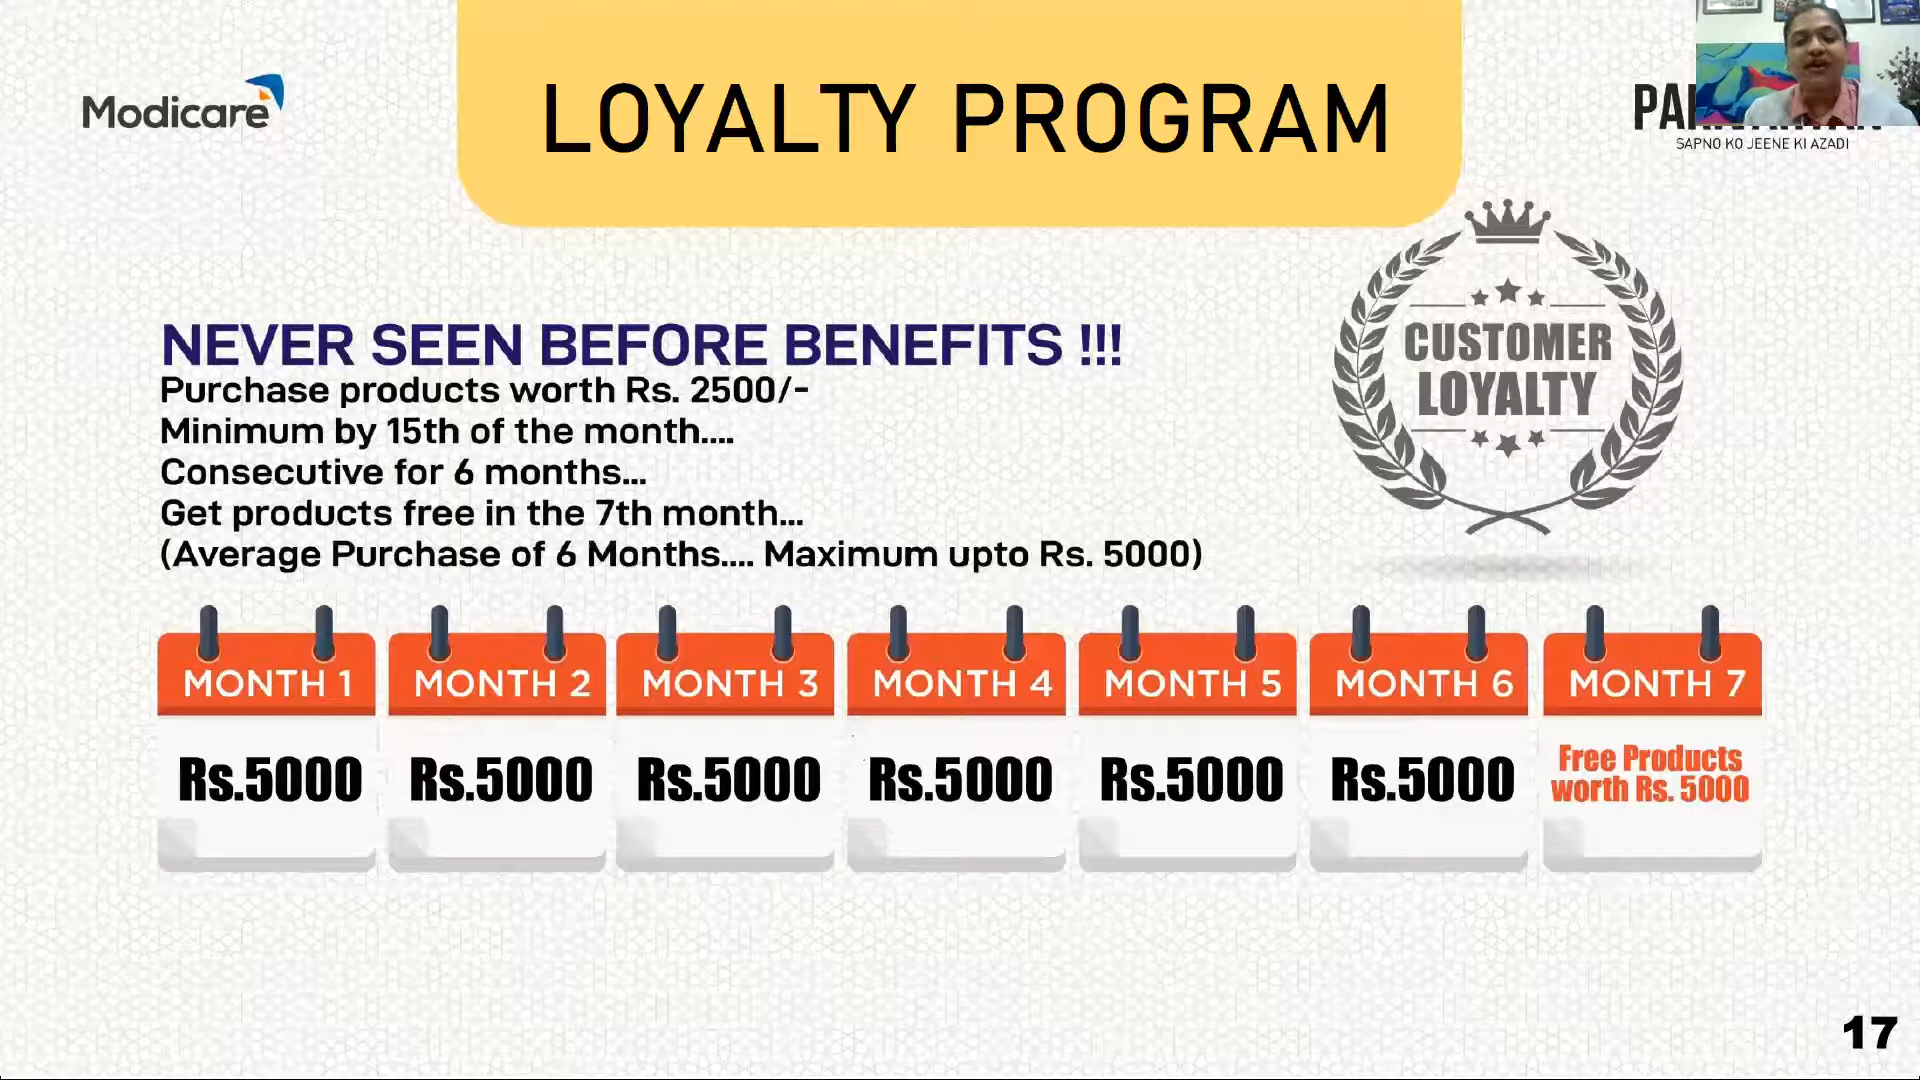 Modicare
LOYALTY PROGRAM
SAPNO KO JEENE KI AZADI
CUSTOMER
LOYALTY
NEVER SEEN BEFORE BENEFITS !!!
Purchase products worth Rs. 2500/-
Minimum by 15th of the month....
Consecutive for 6 months...
Get products free in the 7th month...
(Average Purchase of 6 Months.... Maximum upto Rs. 5000)
MONTH 1
MONTH 2
MONTH 3
MONTH 4
MONTH 5
MONTH 6
MONTH 7
Rs.5000
Rs.5000
Rs.5000
Rs.5000
Rs.5000
Rs.5000
Free Products
worth Rs. 5000
17